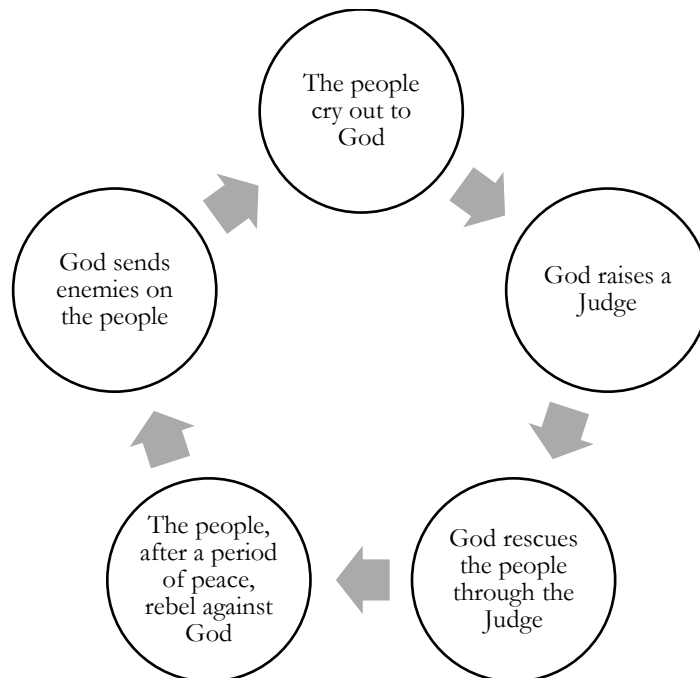 The people
cry out to
God
God raises a
Judge
God rescues
the people
through the
Judge
The people,
after a period
of peace,
rebel against
God
God sends
enemies on
the people